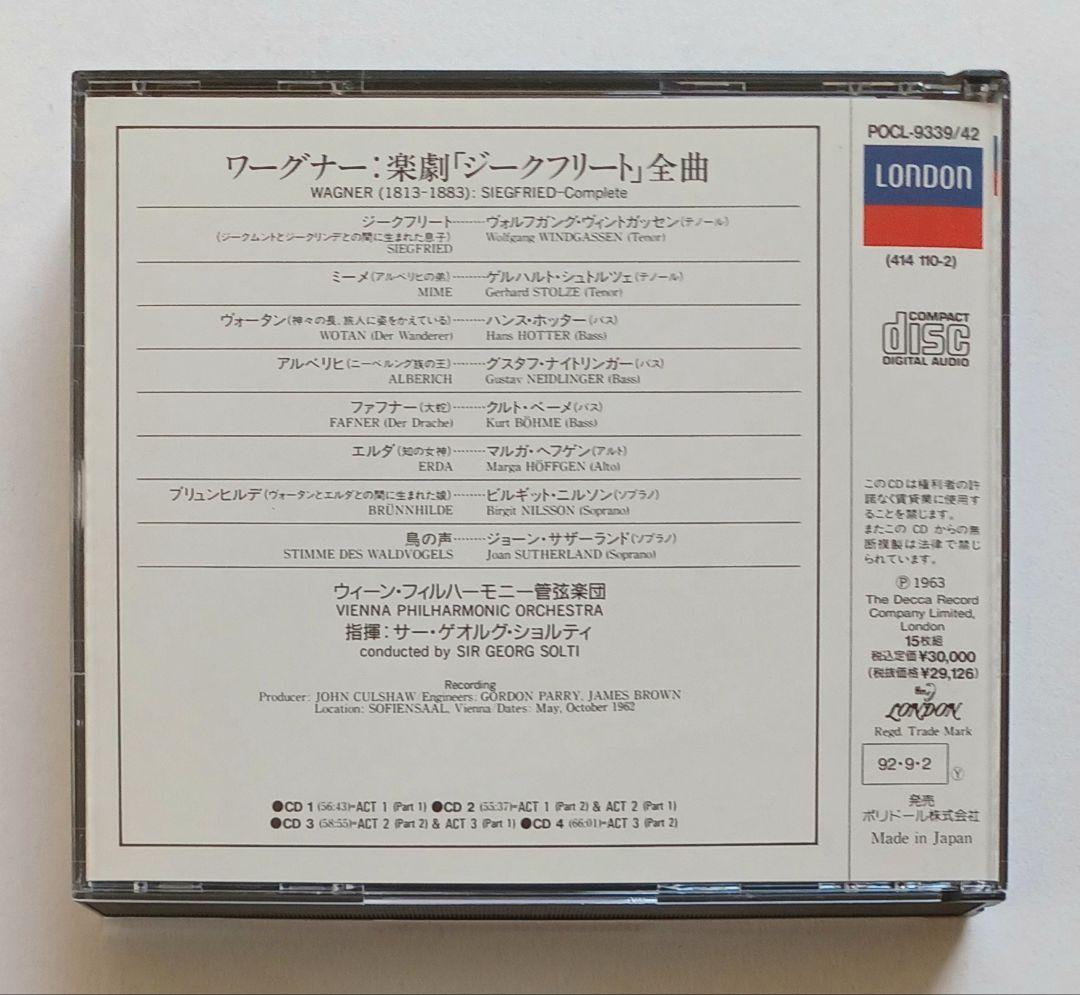 ワーグナー：楽劇「ジークフリート」全曲
WAGNER (1813-1883): SIEGFRIED-Complete
ジークフリート········ヴォルフガング・ヴィントガッセン(テノール)
(ジークムントとジークリンデとの間に生まれた息子) Wolfgang WINDGASSEN (Tenor)
SIEGFRIED
ミーメ(アルベリヒの弟)········ゲルハルト・シュトルツェ(テノール)
MIME Gerhard STOLZE (Tenor)
ヴォータン(神々の長、旅人に姿をかえている)········ハンス・ホッター(バス)
WOTAN (Der Wanderer) Hans HOTTER (Bass)
アルベリヒ(ニーベルング族の王)········グスタフ・ナイトリンガー(バス)
ALBERICH Gustav NEIDLINGER (Bass)
ファフナー(大蛇)········クルト・ベーメ(バス)
FAFNER (Der Drache) Kurt BÖHME (Bass)
エルダ(知の女神)········マルガ・ヘフゲン(アルト)
ERDA Marga HÖFFGEN (Alto)
ブリュンヒルデ(ヴォータンとエルダとの間に生まれた娘)········ビルギット・ニルソン(ソプラノ)
BRÜNNHILDE Birgit NILSSON (Soprano)
鳥の声········ジョーン・サザーランド(ソプラノ)
STIMME DES WALDVOGELS Joan SUTHERLAND (Soprano)
ウィーン・フィルハーモニー管弦楽団
VIENNA PHILHARMONIC ORCHESTRA
指揮：サー・ゲオルグ・ショルティ
conducted by SIR GEORG SOLTI
Recording
Producer: JOHN CULSHAW/Engineers: GORDON PARRY, JAMES BROWN
Location: SOFIENSAAL, Vienna/Dates: May, October 1962
●CD 1 (56:43)=ACT 1 (Part 1) ●CD 2 (55:37)=ACT 1 (Part 2) & ACT 2 (Part 1)
●CD 3 (58:55)=ACT 2 (Part 2) & ACT 3 (Part 1) ●CD 4 (66:01)=ACT 3 (Part 2)
POCL-9339/42
LONDON
(414 110-2)
COMPACT
disc
DIGITAL AUDIO
このCDは権利者の許
諾なく賃貸業に使用す
ることを禁じます。
またこの CD からの無
断複製は法律で禁じ
られています。
Ⓟ 1963
The Decca Record
Company Limited,
London
15枚組
税込定価¥30,000
(税抜価格¥29,126)
LONDON
Regd. Trade Mark
92・9・2 Ⓨ
発売
ポリドール株式会社
Made in Japan